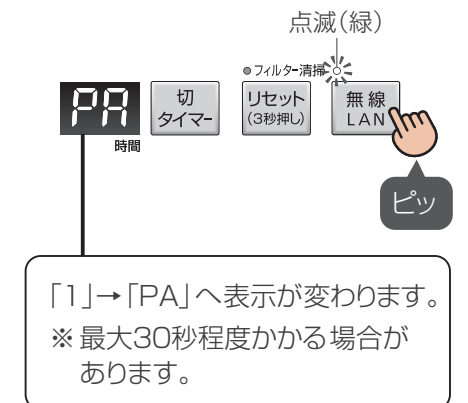 点滅(緑)
●フィルター清掃
PA
切
タイマー
リセット
(3秒押し)
無線
LAN
時間
ピッ
「1」→「PA」へ表示が変わります。
※最大30秒程度かかる場合が
あります。